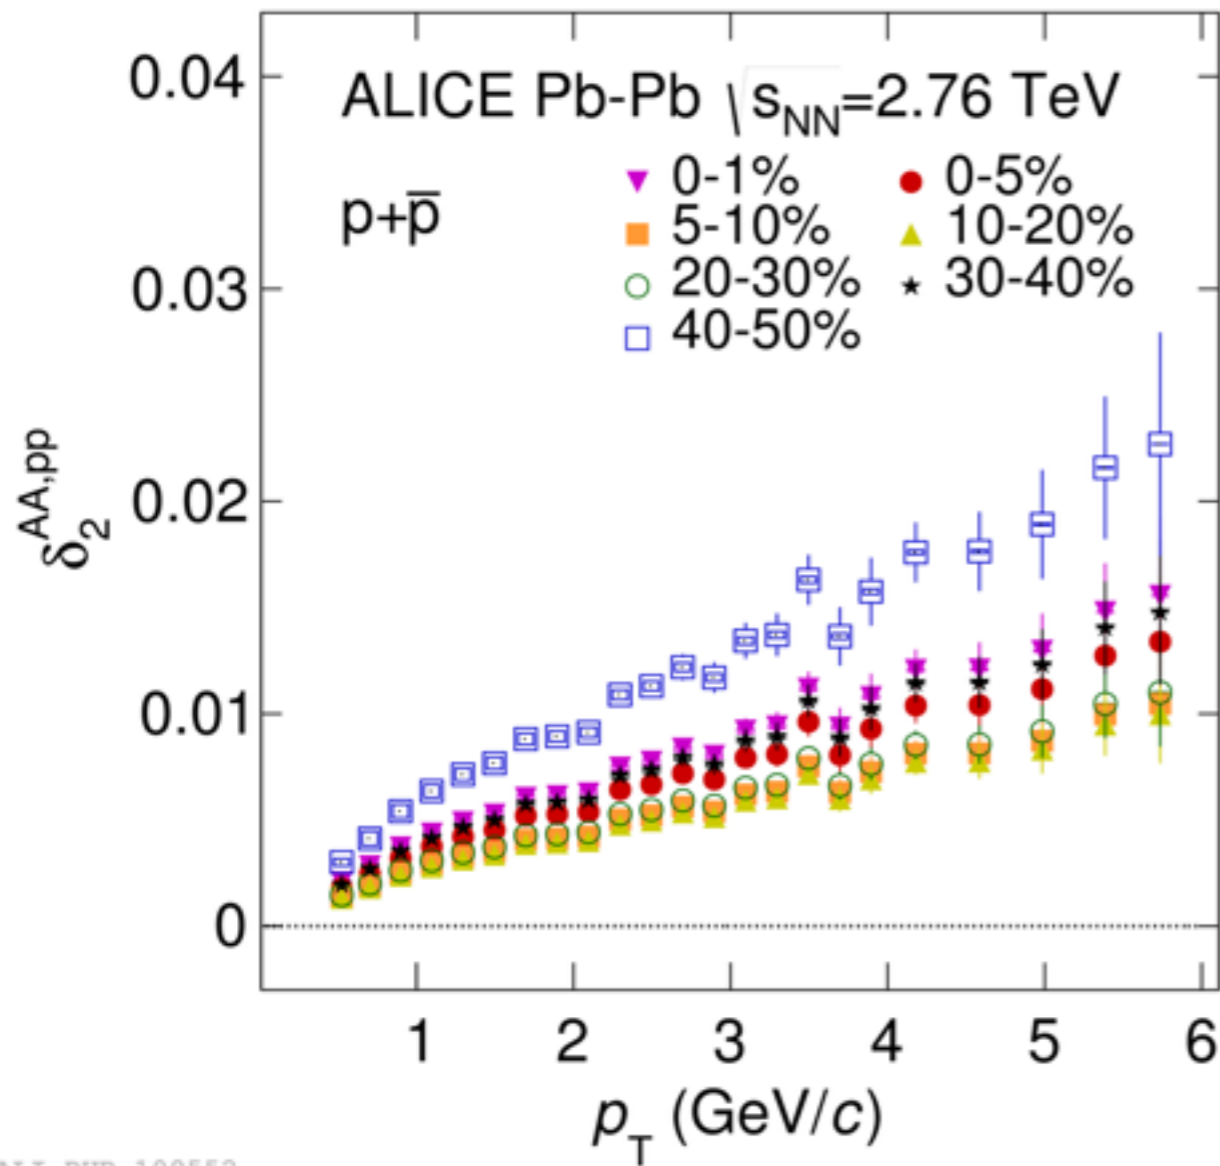 0.04
ALICE Pb-Pb √sNN=2.76 TeV
0-1% 0-5%
p+p̅
5-10% 10-20%
20-30% 30-40%
0.03
40-50%
δ2^AA,pp
0.02
0.01
0
1 2 3 4 5 6
pT (GeV/c)